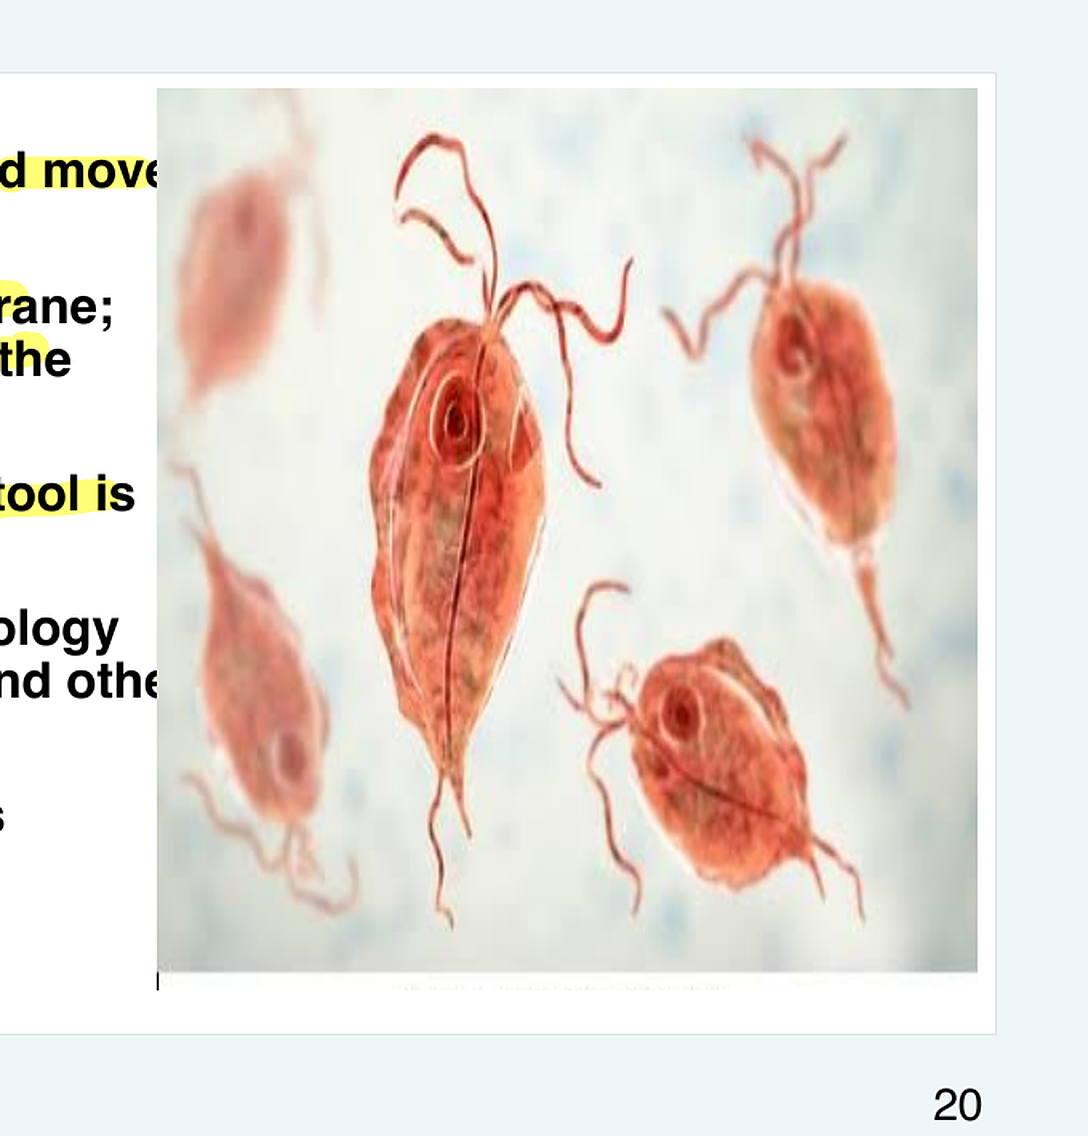 d move
rane;
the
tool is
ology
nd othe
s
20